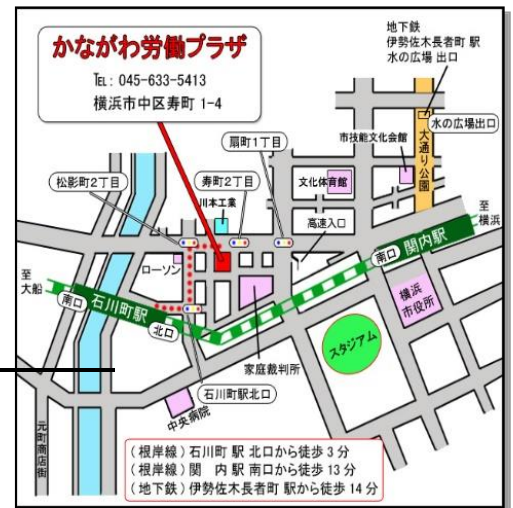 かながわ労働プラザ
TEL: 045-633-5413
横浜市中区寿町 1-4
地下鉄
伊勢佐木長者町 駅
水の広場 出口
水の広場出口
大通り公園
市技能文化会館
扇町1丁目
松影町2丁目
寿町2丁目
文化体育館
川本工業
高速入口
至
横浜
関内駅
南口
ローソン
至
大船
南口
石川町駅
北口
横浜
市役所
スタジアム
家庭裁判所
石川町駅北口
中央病院
元町商店街
(根岸線) 石川町 駅 北口から徒歩 3 分
(根岸線) 関 内 駅 南口から徒歩 13 分
(地下鉄) 伊勢佐木長者町 駅から徒歩 14 分